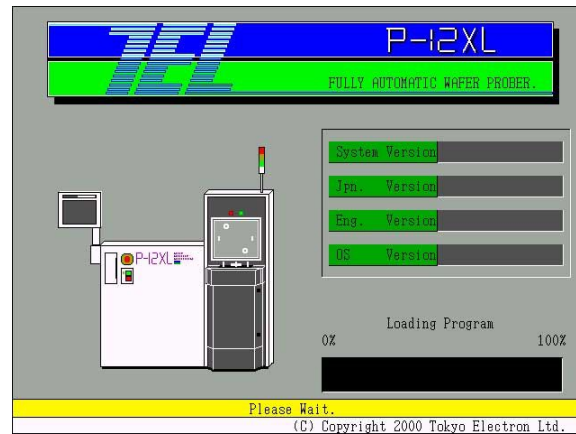 TEL
P-12XL
FULLY AUTOMATIC WAFER PROBER.
System Version
Jpn. Version
Eng. Version
OS Version
P-12XL
Loading Program
0% 100%
Please Wait.
(C) Copyright 2000 Tokyo Electron Ltd.